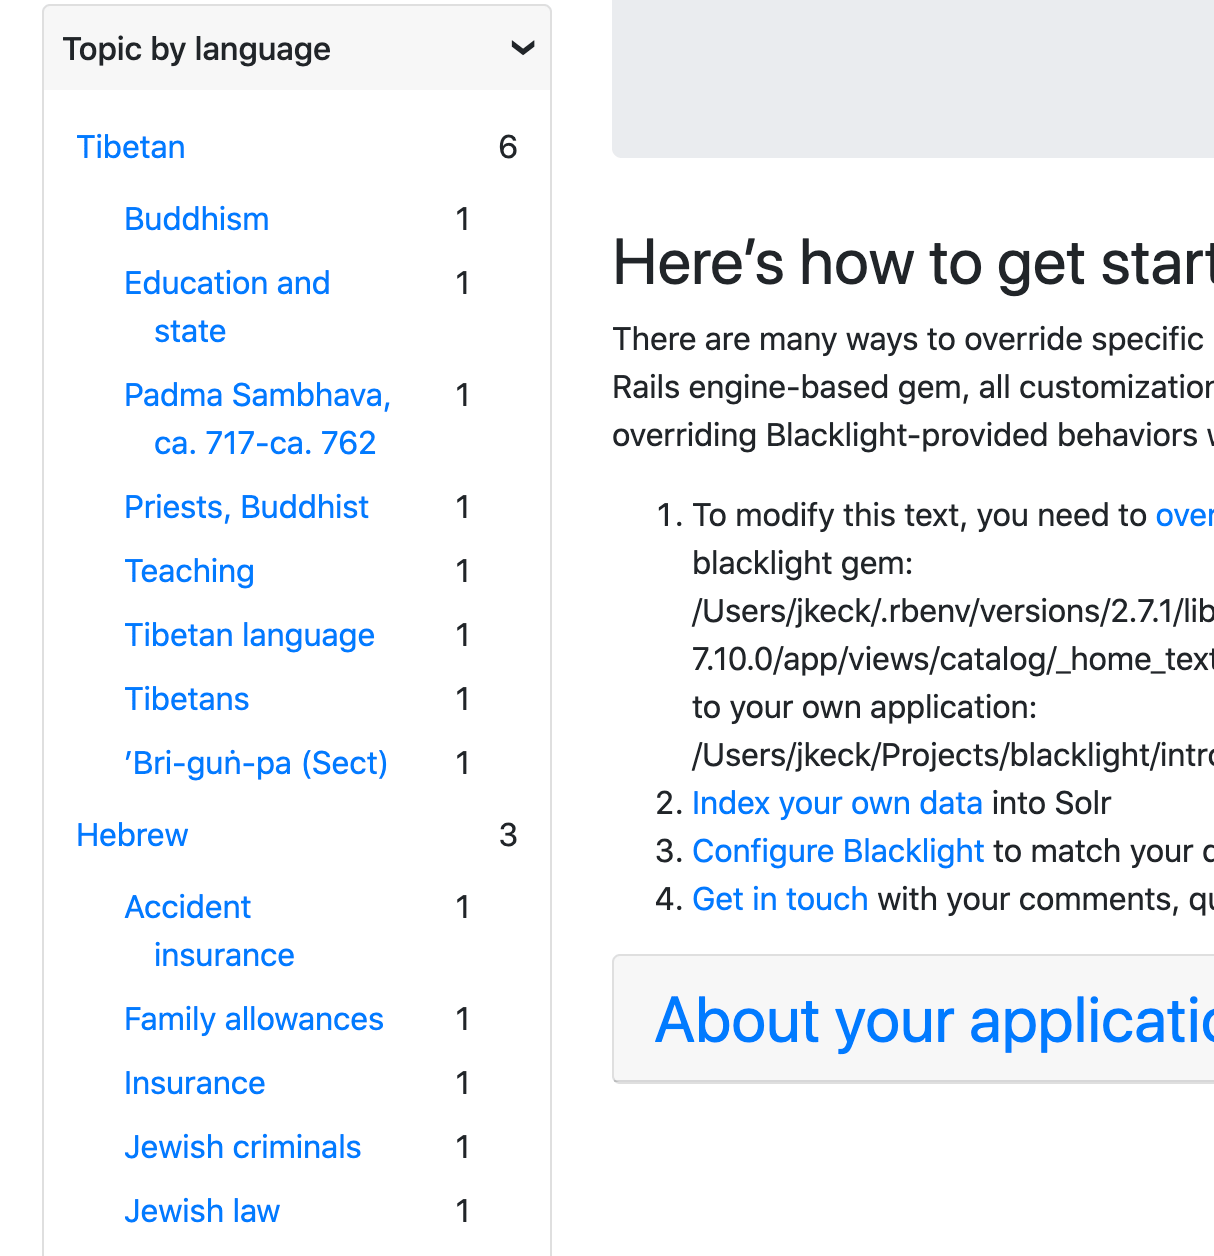 Topic by language
Tibetan 6
Buddhism 1
Education and 1
state
Padma Sambhava, 1
ca. 717-ca. 762
Priests, Buddhist 1
Teaching 1
Tibetan language 1
Tibetans 1
’Bri-guṅ-pa (Sect) 1
Hebrew 3
Accident 1
insurance
Family allowances 1
Insurance 1
Jewish criminals 1
Jewish law 1
Here’s how to get start
There are many ways to override specific
Rails engine-based gem, all customization
overriding Blacklight-provided behaviors
1. To modify this text, you need to over
blacklight gem:
/Users/jkeck/.rbenv/versions/2.7.1/lib
7.10.0/app/views/catalog/_home_text
to your own application:
/Users/jkeck/Projects/blacklight/intro
2. Index your own data into Solr
3. Configure Blacklight to match your
4. Get in touch with your comments, qu
About your applicatio